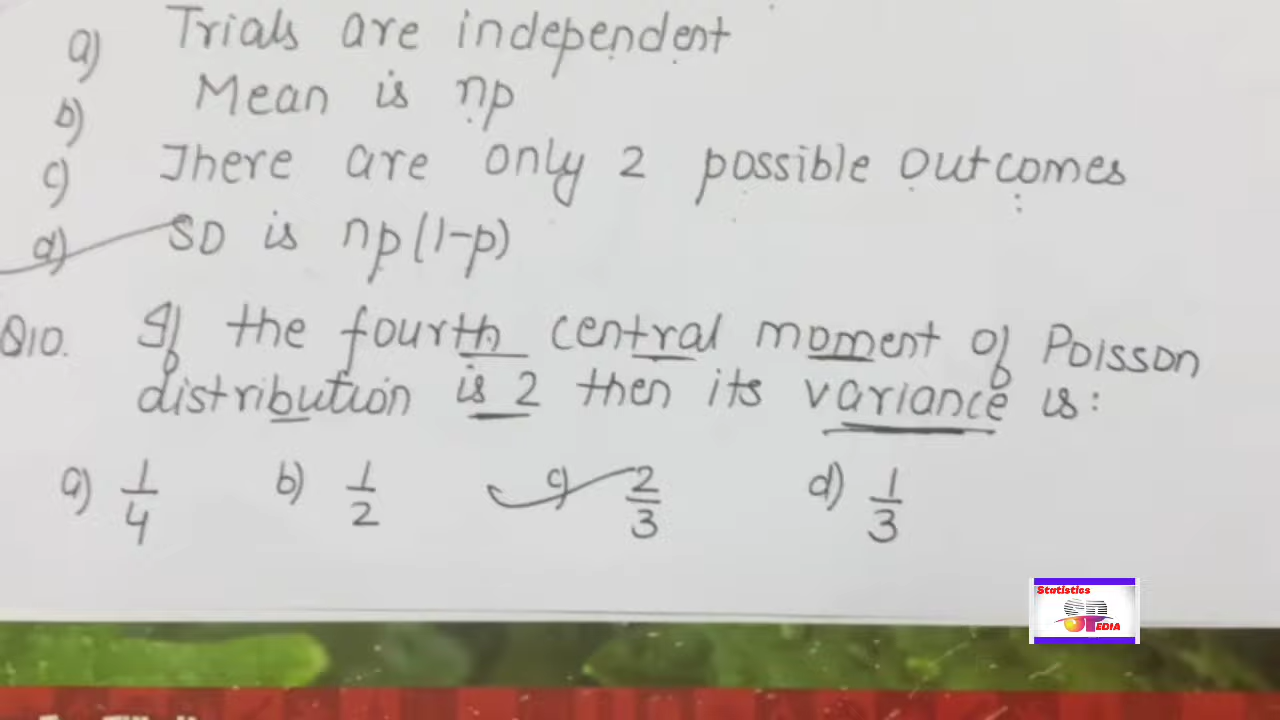 a) Trials are independent
b) Mean is np
c) There are only 2 possible outcomes
d) SD is np(1-p)
Q10. If the fourth central moment of Poisson
distribution is 2 then its variance is:
a) 1/4 b) 1/2 c) 2/3 d) 1/3
Statistics
PEDIA